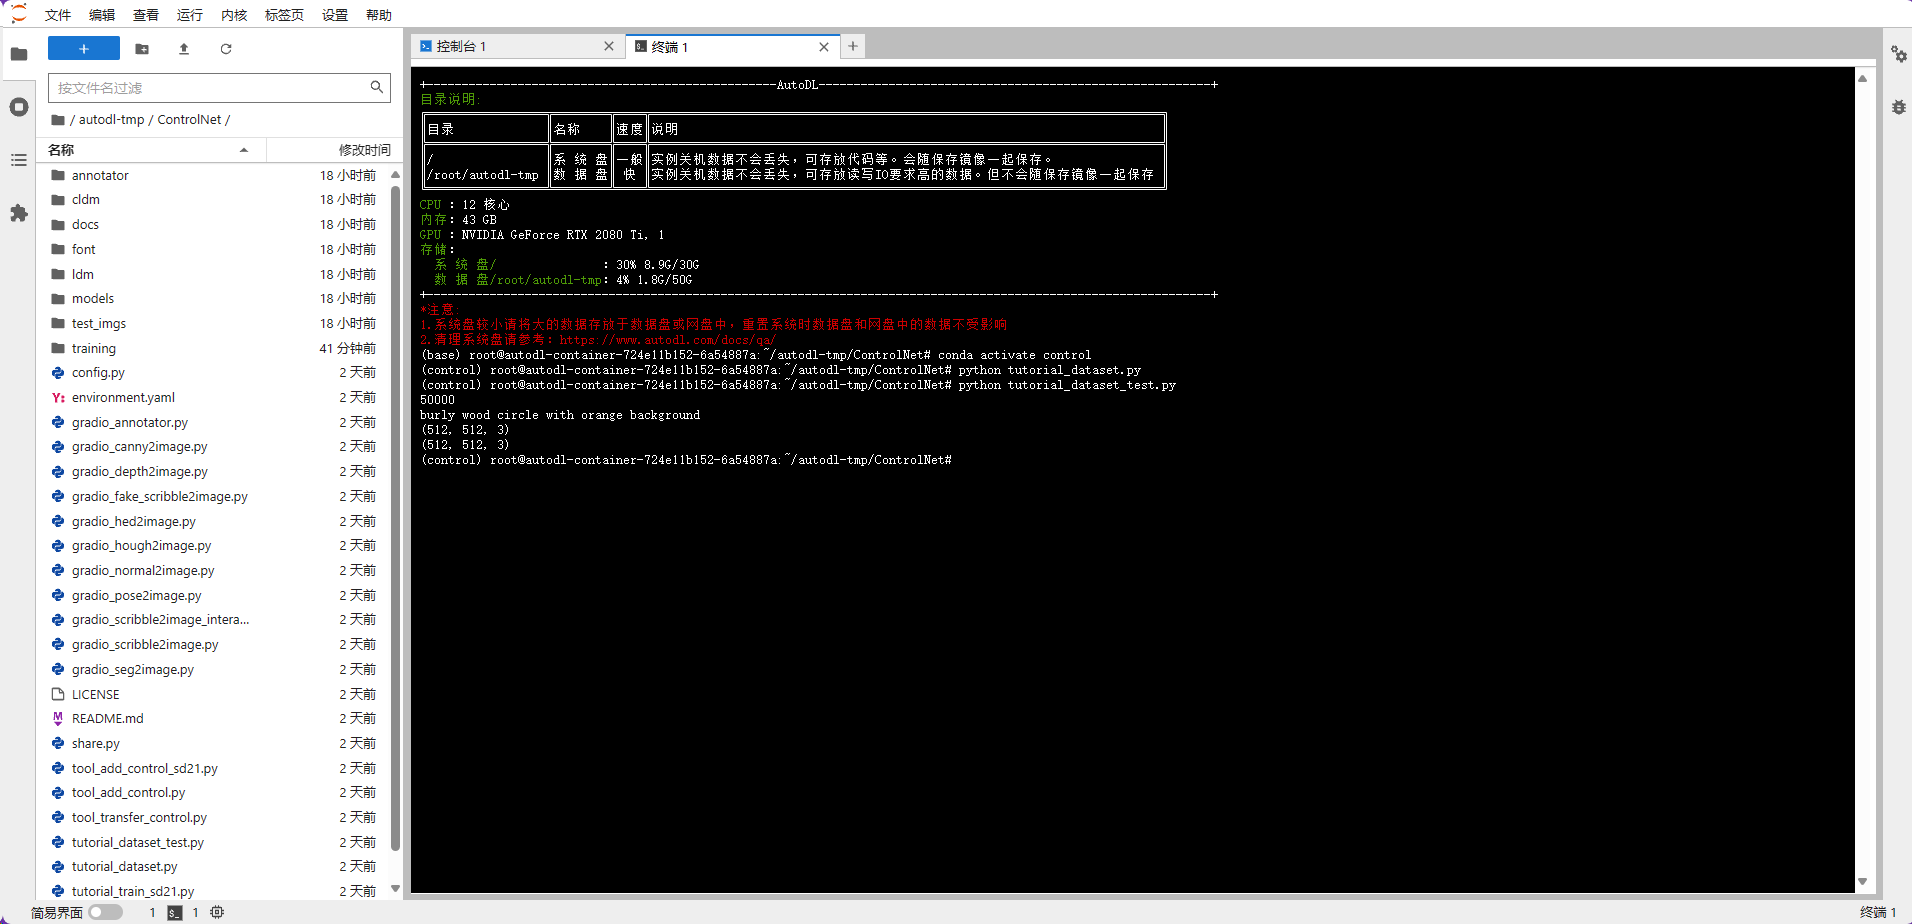 文件 编辑 查看 运行 内核 标签页 设置 帮助
+
按文件名过滤
/ autodl-tmp / ControlNet /
名称 修改时间
annotator 18 小时前
cldm 18 小时前
docs 18 小时前
font 18 小时前
ldm 18 小时前
models 18 小时前
test_imgs 18 小时前
training 41 分钟前
config.py 2 天前
environment.yaml 2 天前
gradio_annotator.py 2 天前
gradio_canny2image.py 2 天前
gradio_depth2image.py 2 天前
gradio_fake_scribble2image.py 2 天前
gradio_hed2image.py 2 天前
gradio_hough2image.py 2 天前
gradio_normal2image.py 2 天前
gradio_pose2image.py 2 天前
gradio_scribble2image_intera... 2 天前
gradio_scribble2image.py 2 天前
gradio_seg2image.py 2 天前
LICENSE 2 天前
README.md 2 天前
share.py 2 天前
tool_add_control_sd21.py 2 天前
tool_add_control.py 2 天前
tool_transfer_control.py 2 天前
tutorial_dataset_test.py 2 天前
tutorial_dataset.py 2 天前
tutorial_train_sd21.py 2 天前
控制台 1 终端 1
AutoDL
目录说明:
目录 名称 速度 说明
/ 系 统 盘 一般 实例关机数据不会丢失，可存放代码等。会随保存镜像一起保存。
/root/autodl-tmp 数 据 盘 快 实例关机数据不会丢失，可存放读写IO要求高的数据。但不会随保存镜像一起保存
CPU : 12 核心
内存: 43 GB
GPU : NVIDIA GeForce RTX 2080 Ti, 1
存储:
系 统 盘/ : 30% 8.9G/30G
数 据 盘/root/autodl-tmp: 4% 1.8G/50G
*注意:
1.系统盘较小请将大的数据存放于数据盘或网盘中，重置系统时数据盘和网盘中的数据不受影响
2.清理系统盘请参考: https://www.autodl.com/docs/qa/
(base) root@autodl-container-724e11b152-6a54887a:~/autodl-tmp/ControlNet# conda activate control
(control) root@autodl-container-724e11b152-6a54887a:~/autodl-tmp/ControlNet# python tutorial_dataset.py
(control) root@autodl-container-724e11b152-6a54887a:~/autodl-tmp/ControlNet# python tutorial_dataset_test.py
50000
burly wood circle with orange background
(512, 512, 3)
(512, 512, 3)
(control) root@autodl-container-724e11b152-6a54887a:~/autodl-tmp/ControlNet#
简易界面 1 1 终端 1